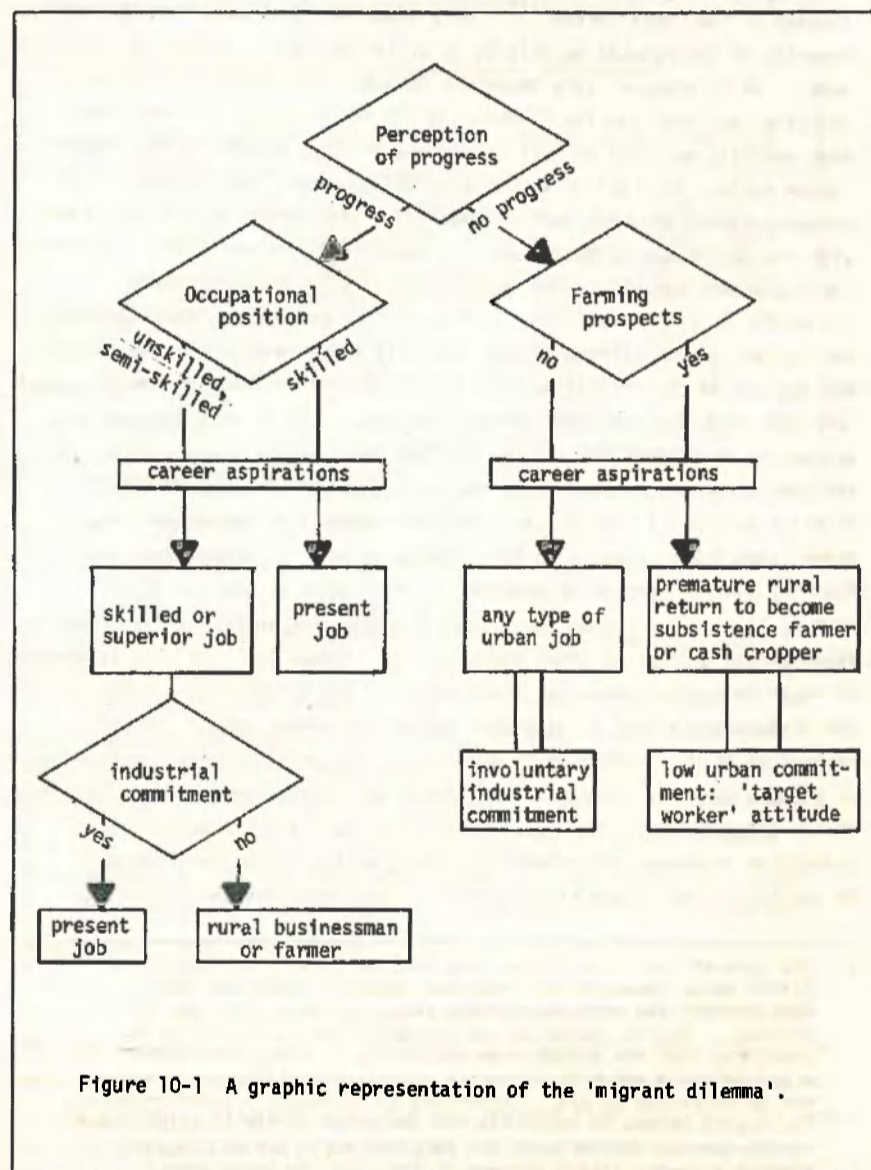 Perception
of progress
progress
no progress
Occupational
position
Farming
prospects
unskilled,
semi-skilled
skilled
no
yes
career aspirations
career aspirations
skilled or
superior job
present
job
any type of
urban job
premature rural
return to become
subsistence farmer
or cash cropper
industrial
commitment
involuntary
industrial
commitment
low urban commit-
ment: 'target
worker' attitude
yes
no
present
job
rural businessman
or farmer
Figure 10-1 A graphic representation of the 'migrant dilemma'.